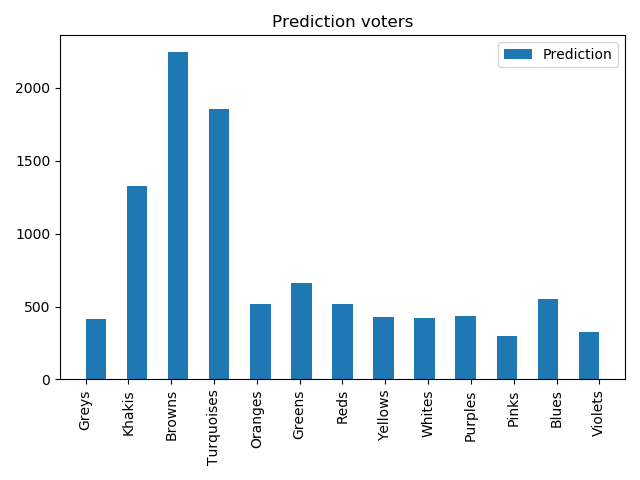 Prediction voters
Prediction
2000
1500
1000
500
0
Greys
Khakis
Browns
Turquoises
Oranges
Greens
Reds
Yellows
Whites
Purples
Pinks
Blues
Violets